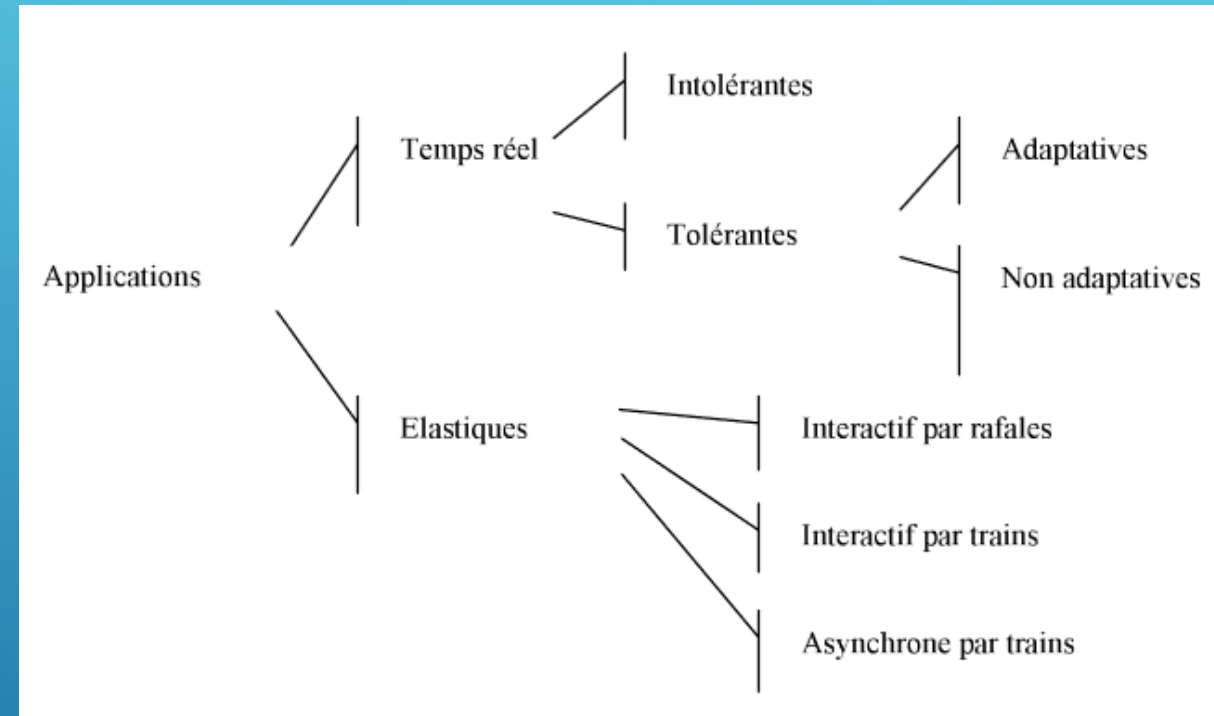 Intolérantes
Temps réel
Adaptatives
Tolérantes
Applications
Non adaptatives
Elastiques
Interactif par rafales
Interactif par trains
Asynchrone par trains